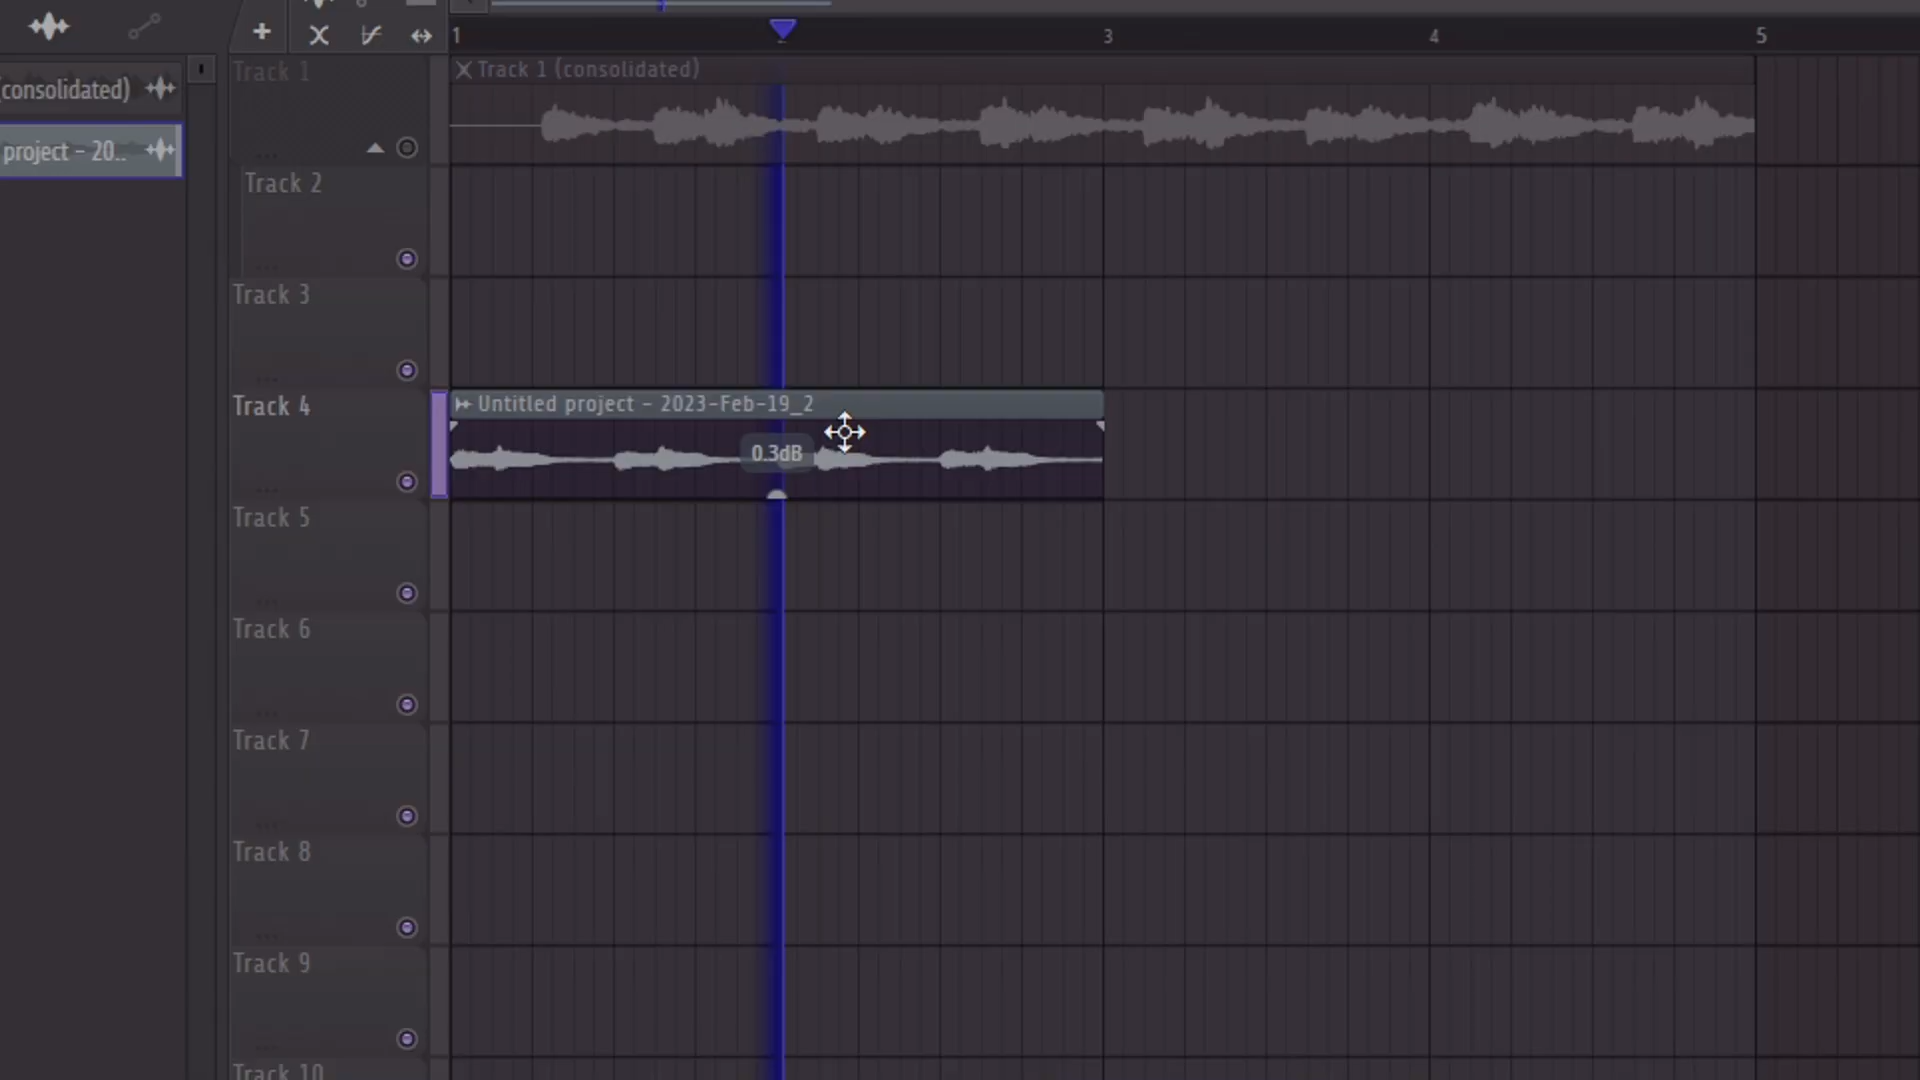 1
3
4
5
(consolidated)
project - 20..
Track 1
Track 1 (consolidated)
Track 2
Track 3
Track 4
Untitled project - 2023-Feb-19_2
0.3dB
Track 5
Track 6
Track 7
Track 8
Track 9
Track 10